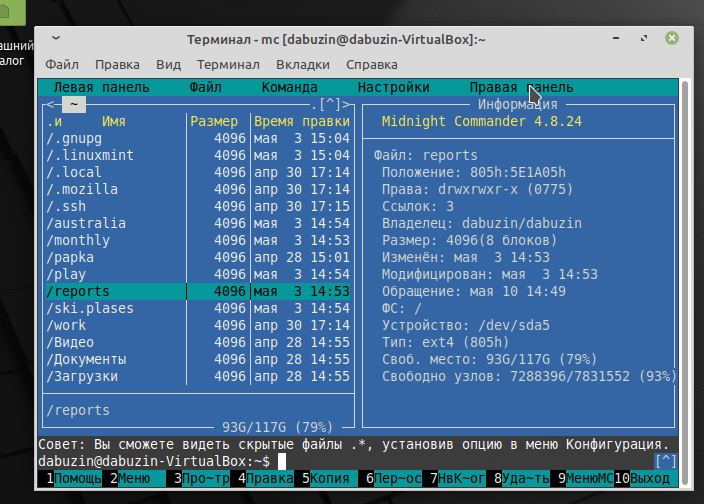 ашний
алог
Терминал - mc [dabuzin@dabuzin-VirtualBox]:~
Файл Правка Вид Терминал Вкладки Справка
Левая панель Файл Команда Настройки Правая панель
<─ ~ .[^]>
.и Имя Размер Время правки
/.gnupg 4096 мая 3 15:04
/.linuxmint 4096 мая 3 15:04
/.local 4096 апр 30 17:14
/.mozilla 4096 апр 30 17:14
/.ssh 4096 апр 30 17:15
/australia 4096 мая 3 14:54
/monthly 4096 мая 3 14:53
/papka 4096 апр 28 15:01
/play 4096 мая 3 14:54
/reports 4096 мая 3 14:53
/ski.plases 4096 мая 3 14:54
/work 4096 апр 30 17:14
/Видео 4096 апр 28 14:55
/Документы 4096 апр 28 14:55
/Загрузки 4096 апр 28 14:55
/reports
93G/117G (79%)
Информация
Midnight Commander 4.8.24
Файл: reports
Положение: 805h:5E1A05h
Права: drwxrwxr-x (0775)
Ссылок: 3
Владелец: dabuzin/dabuzin
Размер: 4096(8 блоков)
Изменён: мая 3 14:53
Модифицирован: мая 3 14:53
Обращение: мая 10 14:49
ФС: /
Устройство: /dev/sda5
Тип: ext4 (805h)
Своб. место: 93G/117G (79%)
Свободно узлов: 7288396/7831552 (93%)
Совет: Вы сможете видеть скрытые файлы .*, установив опцию в меню Конфигурация.
dabuzin@dabuzin-VirtualBox:~$ [^]
1Помощь 2Меню 3Про~тр 4Правка 5Копия 6Пер~ос 7НвК~ог 8Уда~ть 9МенюМС 10Выход